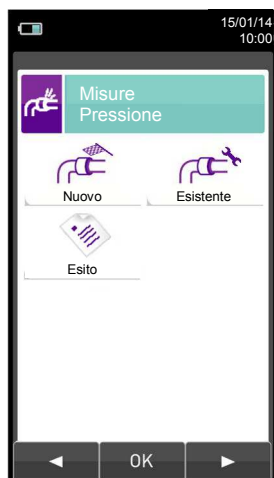 15/01/14
10:00
Misure
Pressione
Nuovo
Esistente
Esito
OK